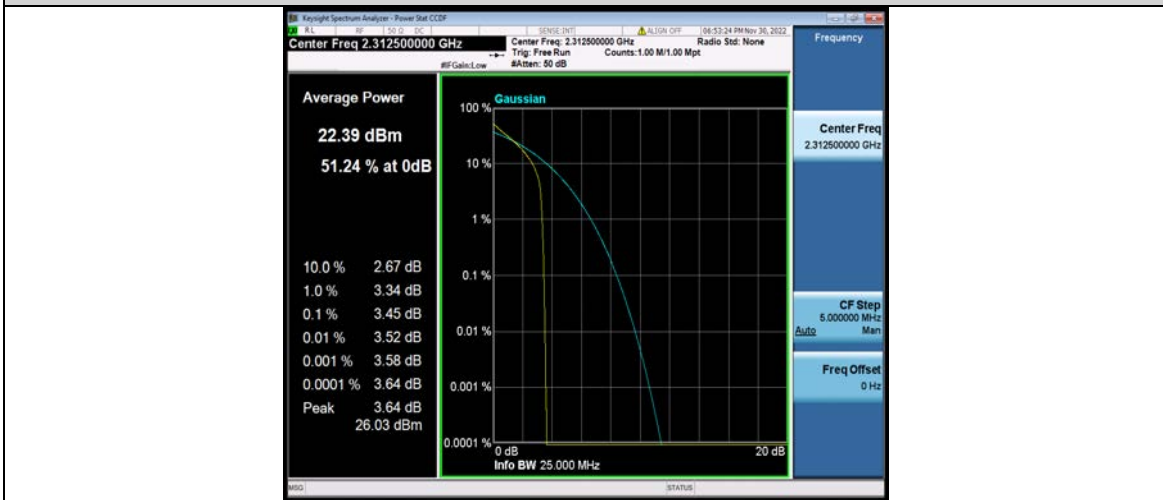 Keysight Spectrum Analyzer - Power Stat CCDF
RL RF 50 Ω DC SENSE:INT ALIGN OFF 06:53:24 PM Nov 30, 2022
Center Freq 2.312500000 GHz
Center Freq: 2.312500000 GHz Radio Std: None
Trig: Free Run Counts:1.00 M/1.00 Mpt
#IFGain:Low #Atten: 50 dB
Frequency
Average Power
22.39 dBm
51.24 % at 0dB
10.0 % 2.67 dB
1.0 % 3.34 dB
0.1 % 3.45 dB
0.01 % 3.52 dB
0.001 % 3.58 dB
0.0001 % 3.64 dB
Peak 3.64 dB
26.03 dBm
Gaussian
100 %
10 %
1 %
0.1 %
0.01 %
0.001 %
0.0001 %
0 dB 20 dB
Info BW 25.000 MHz
Center Freq
2.312500000 GHz
CF Step
5.000000 MHz
Auto Man
Freq Offset
0 Hz
MSG STATUS